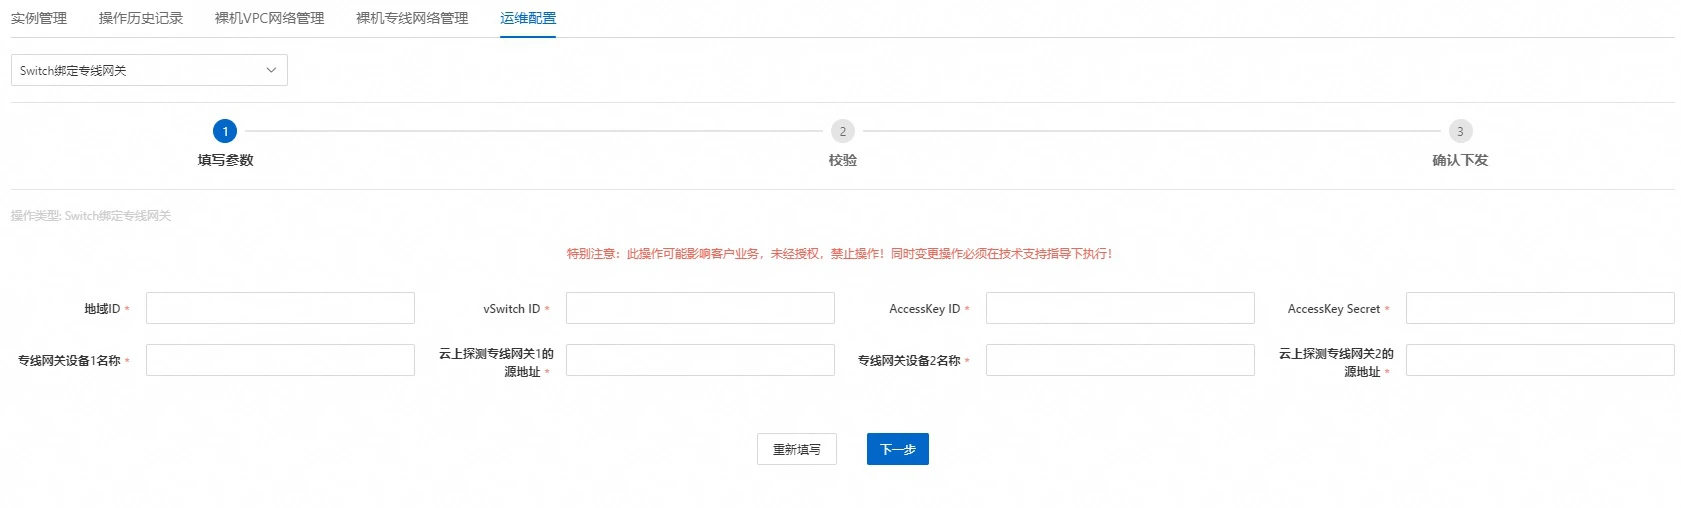 实例管理 操作历史记录 裸机VPC网络管理 裸机专线网络管理 运维配置
Switch绑定专线网关
1 2 3
填写参数 校验 确认下发
操作类型: Switch绑定专线网关
特别注意：此操作可能影响客户业务，未经授权，禁止操作！同时变更操作必须在技术支持指导下执行！
地域ID * vSwitch ID * AccessKey ID * AccessKey Secret *
专线网关设备1名称 * 云上探测专线网关1的源地址 * 专线网关设备2名称 * 云上探测专线网关2的源地址 *
重新填写 下一步